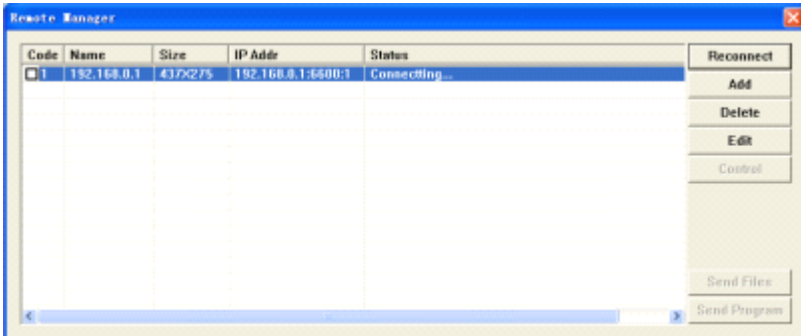 Remote Manager
Code Name Size IP Addr Status
1 192.168.0.1 437X275 192.168.0.1:6600:1 Connectting...
Reconnect
Add
Delete
Edit
Control
Send Files
Send Program